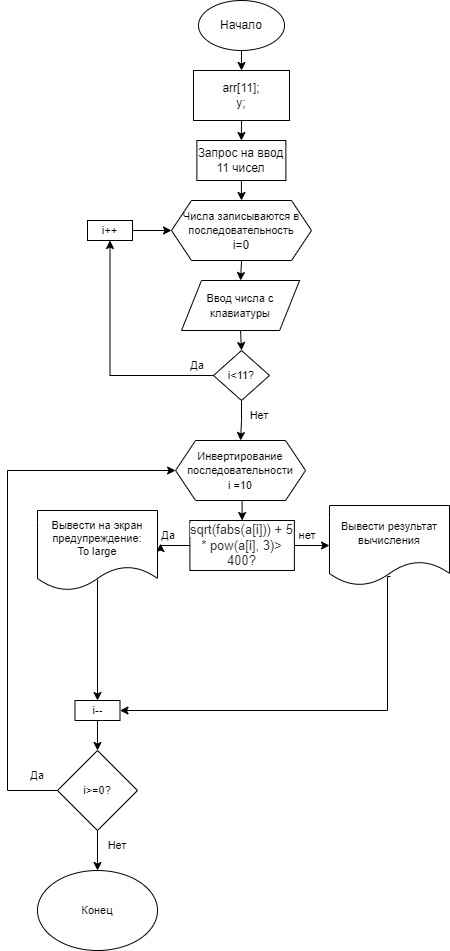 Начало
arr[11];
y;
Запрос на ввод
11 чисел
Числа записываются в
последовательность
i=0
i++
Ввод числа с
клавиатуры
Да
i<11?
Нет
Инвертирование
последовательности
i =10
Вывести на экран
предупреждение:
To large
Да
sqrt(fabs(a[i])) + 5
* pow(a[i], 3)>
400?
нет
Вывести результат
вычисления
i--
Да
i>=0?
Нет
Конец